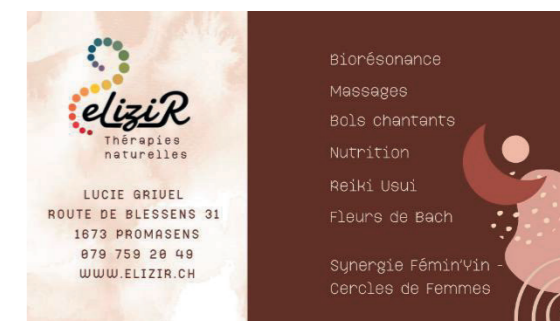 eliziR
Thérapies
naturelles
LUCIE GRIVEL
ROUTE DE BLESSENS 31
1673 PROMASENS
079 759 20 49
WWW.ELIZIR.CH
Biorésonance
Massages
Bols chantants
Nutrition
Reiki Usui
Fleurs de Bach
Synergie Fémin'Yin -
Cercles de Femmes